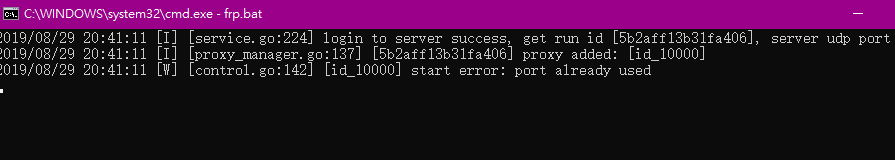 C:\WINDOWS\system32\cmd.exe - frp.bat
2019/08/29 20:41:11 [I] [service.go:224] login to server success, get run id [5b2aff13b31fa406], server udp port
2019/08/29 20:41:11 [I] [proxy_manager.go:137] [5b2aff13b31fa406] proxy added: [id_10000]
2019/08/29 20:41:11 [W] [control.go:142] [id_10000] start error: port already used